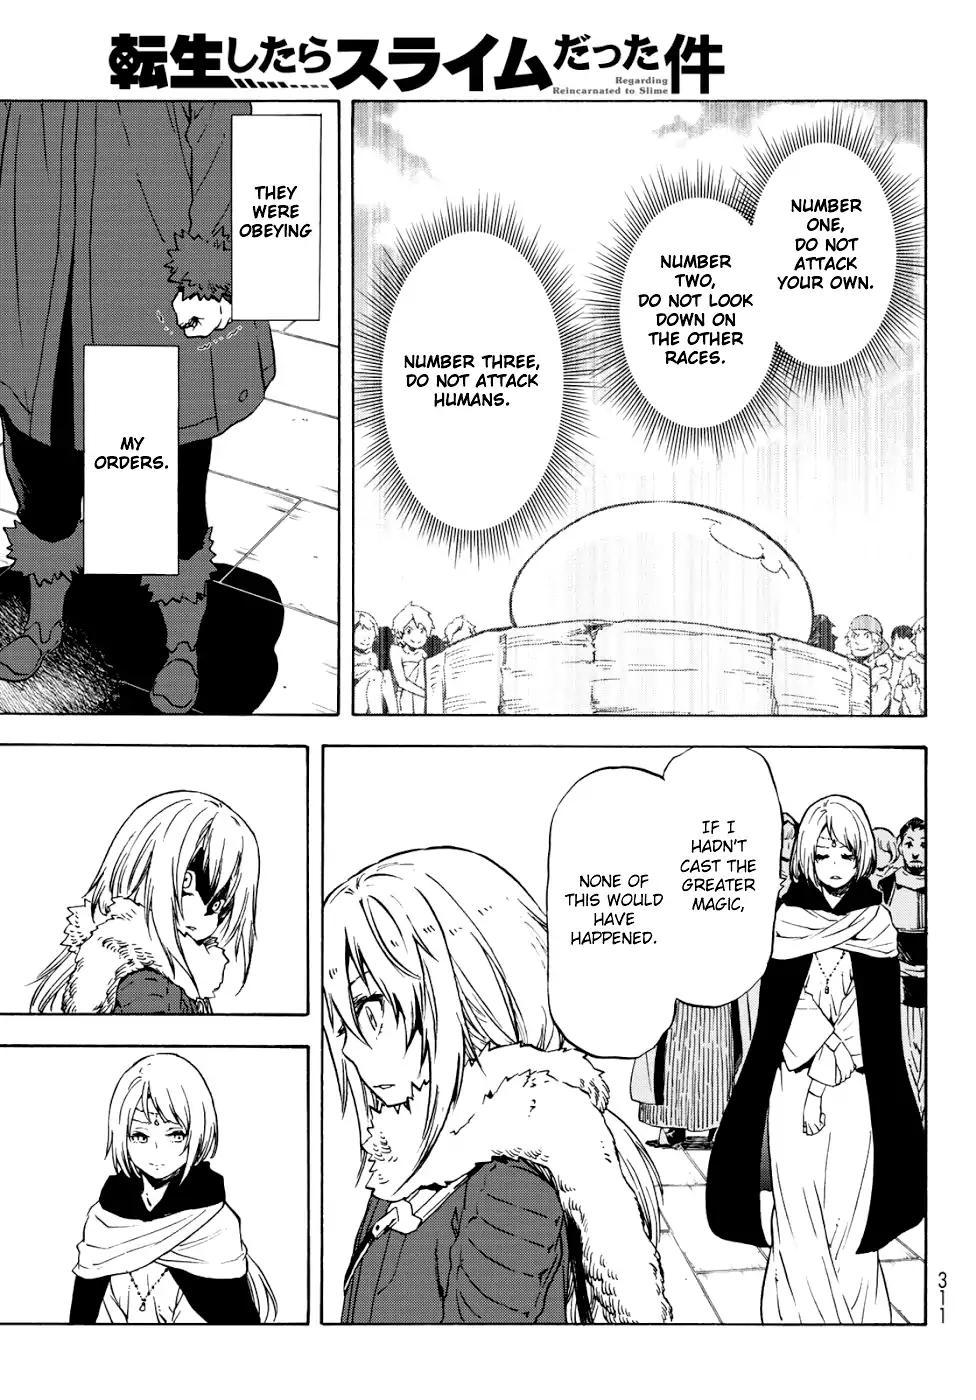 転生したらスライムだった件
Regarding
Reincarnated to Slime
NUMBER
ONE,
DO NOT
ATTACK
YOUR OWN.
NUMBER
TWO,
DO NOT LOOK
DOWN ON
THE OTHER
RACES.
NUMBER THREE,
DO NOT ATTACK
HUMANS.
THEY
WERE
OBEYING
MY
ORDERS.
IF I
HADN'T
CAST THE
GREATER
MAGIC,
NONE OF
THIS WOULD
HAVE
HAPPENED.
311